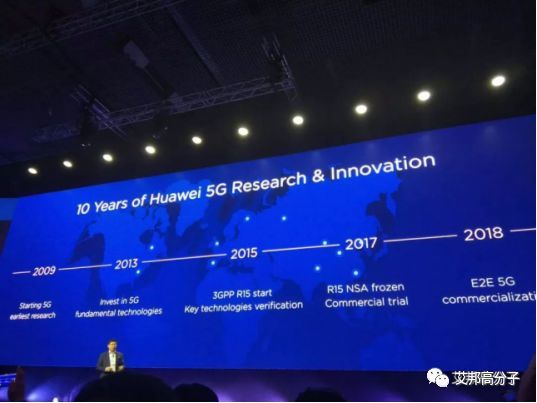 10 Years of Huawei 5G Research & Innovation
2009
2013
2015
2017
2018
Starting 5G
earliest research
Invest in 5G
fundamental technologies
3GPP R15 start
Key technologies verification
R15 NSA frozen
Commercial trial
E2E 5G
commercializati
艾邦高分子